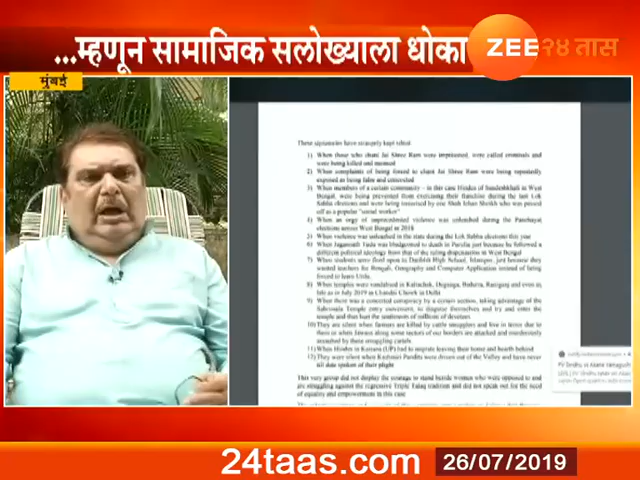 ...म्हणून सामाजिक सलोख्याला धोका
ZEE २४ तास
मुंबई
These signatories have strangely kept silent
1) When those who chant Jai Shree Ram were imprisoned, were called criminals and
were being killed and
2) When complaints of being forced to chant Jai Shree Ram were being repeatedly
exposed as being false and concocted
3) When members of a certain community – in this case Hindus of Sandeshkhali in West
Bengal, were being prevented from exercising their franchise during the last Lok
Sabha elections and were being terrorised by one Shah Jahan Sheikh who was passed
off as a popular "social worker"
4) When an orgy of unprecedented violence was unleashed during the Panchayat
elections across West Bengal in 2018
5) When violence was unleashed in the state during the Lok Sabha elections this year
6) When Jagannath Tudu was bludgeoned to death in Purulia just because he followed a
different political ideology from that of the ruling dispensation in West Bengal
7) When students were fired upon in Daribhit High School, Islampur, just because they
wanted teachers for Bengali, Geography and Computer Application instead of being
forced to learn Urdu
8) When temples were vandalised in Kaliachak, Deganga, Baduria, Raniganj and even as
late as July 2019 in Chandni Chowk in Delhi
9) When there was a concerted conspiracy by a certain section, taking advantage of the
Sabrimala Temple entry movement, to disguise themselves and try and enter the
temple and thus hurt the sentiments of millions of devotees
10) They are silent when farmers are killed by cattle smugglers and live in terror due to
them or when Jawans along some sectors of our borders are attacked and murderously
assaulted by these smuggling cartels
11) When Hindus in Kairana (UP) had to migrate leaving their home and hearth behind
12) They were silent when Kashmiri Pandits were driven out of the Valley and have never
till date spoken of their plight
This very group did not display the courage to stand beside women who were opposed to and
are struggling against the regressive Triple Talaq tradition and did not speak out for the need
of equality and empowerment in this case
PV Sindhu vs Akane Yamaguchi
24taas.com
26/07/2019